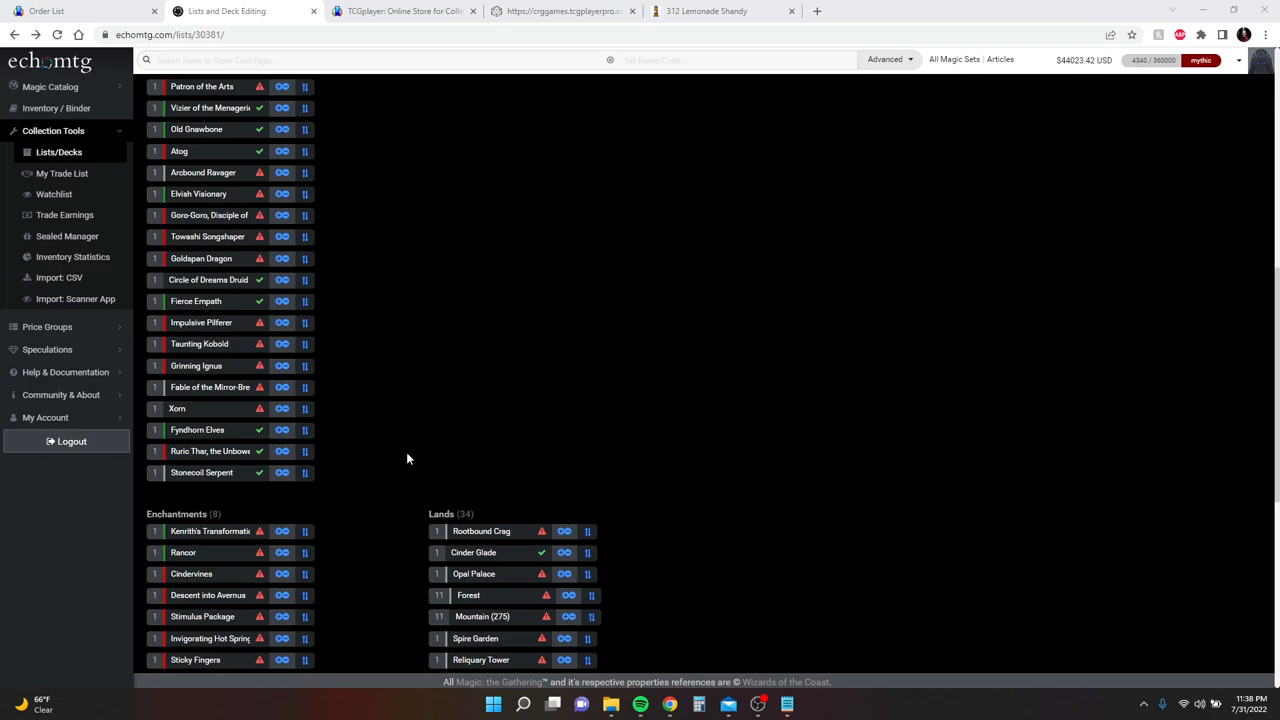 Order List
Lists and Deck Editing
TCGplayer: Online Store for Colle
https://crggames.tcgplayerpro.c
312 Lemonade Shandy
echomtg.com/lists/30381/
echomtg
Search Items to Open Card Page...
Set Name/Code...
Advanced
All Magic Sets | Articles
$44023.42 USD
4340 / 360000
mythic
Magic Catalog
Inventory / Binder
Collection Tools
Lists/Decks
My Trade List
Watchlist
Trade Earnings
Sealed Manager
Inventory Statistics
Import: CSV
Import: Scanner App
Price Groups
Speculations
Help & Documentation
Community & About
My Account
Logout
1 Patron of the Arts
1 Vizier of the Menagerie
1 Old Gnawbone
1 Atog
1 Arcbound Ravager
1 Elvish Visionary
1 Goro-Goro, Disciple of
1 Towashi Songshaper
1 Goldspan Dragon
1 Circle of Dreams Druid
1 Fierce Empath
1 Impulsive Pilferer
1 Taunting Kobold
1 Grinning Ignus
1 Fable of the Mirror-Bre
1 Xorn
1 Fyndhorn Elves
1 Ruric Thar, the Unbowe
1 Stonecoil Serpent
Enchantments (8)
1 Kenrith's Transformatic
1 Rancor
1 Cindervines
1 Descent into Avernus
1 Stimulus Package
1 Invigorating Hot Spring
1 Sticky Fingers
Lands (34)
1 Rootbound Crag
1 Cinder Glade
1 Opal Palace
11 Forest
11 Mountain (275)
1 Spire Garden
1 Reliquary Tower
All Magic: the Gathering™ and it's respective properties references are © Wizards of the Coast.
66°F
Clear
11:38 PM
7/31/2022